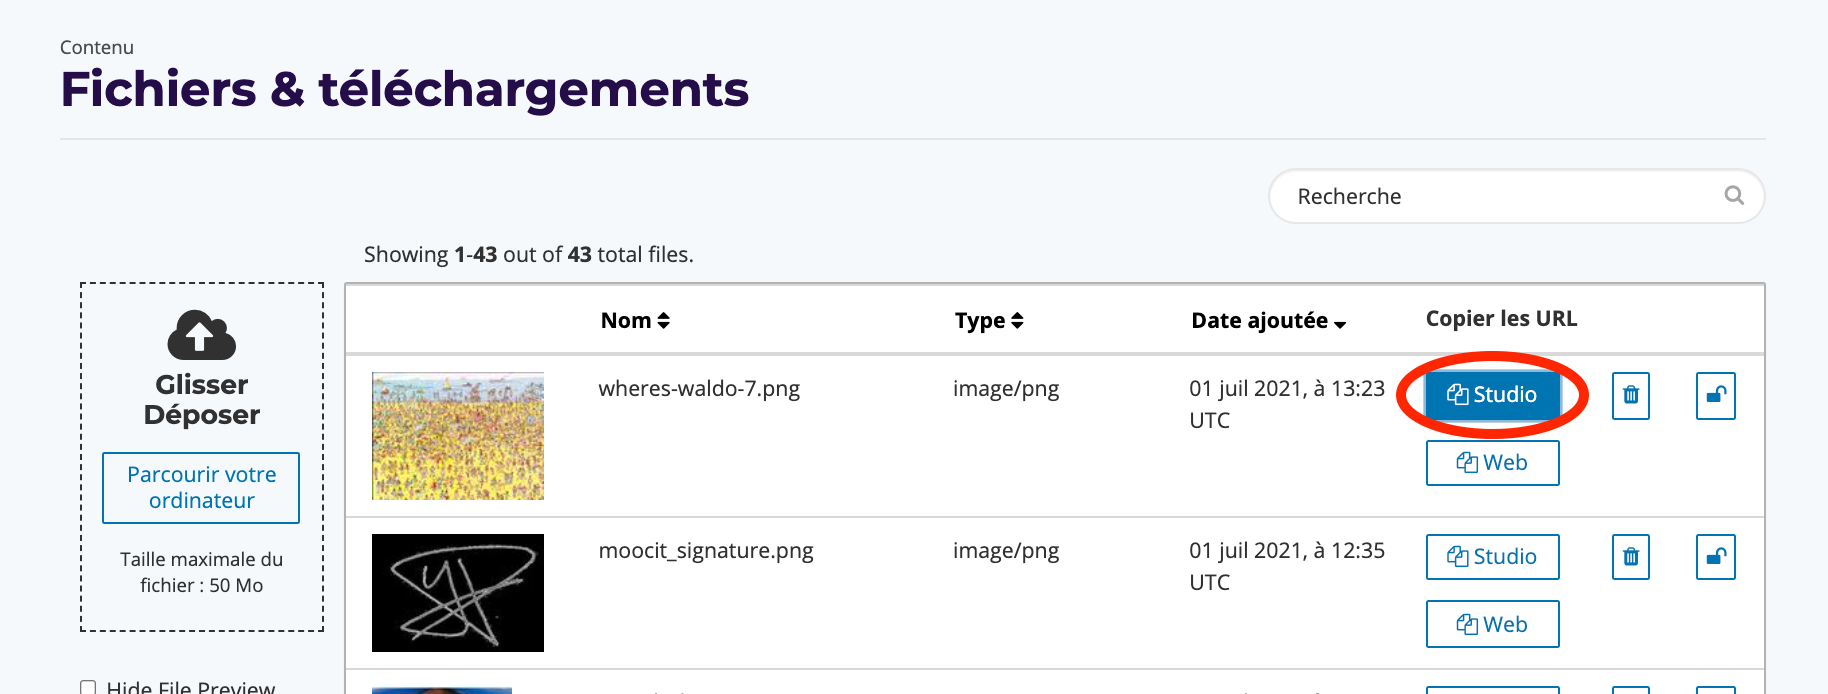 Contenu
Fichiers & téléchargements
Recherche
Showing 1-43 out of 43 total files.
Glisser
Déposer
Parcourir votre
ordinateur
Taille maximale du
fichier : 50 Mo
Hide File Preview
Nom Type Date ajoutée Copier les URL
wheres-waldo-7.png image/png 01 juil 2021, à 13:23 Studio
UTC
Web
moocit_signature.png image/png 01 juil 2021, à 12:35 Studio
UTC
Web